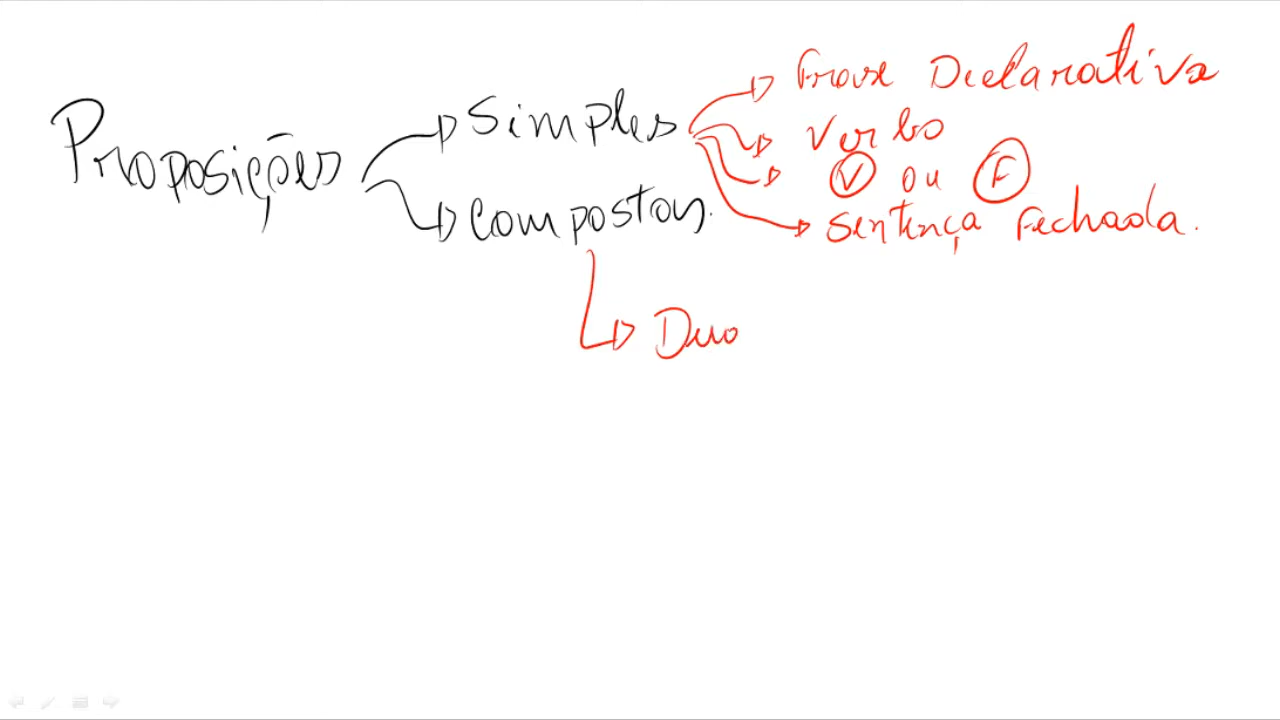 Proposições
Simples
Compostas.
Frase Declarativa
Verbo
V ou F
Sentença Fechada.
Duo